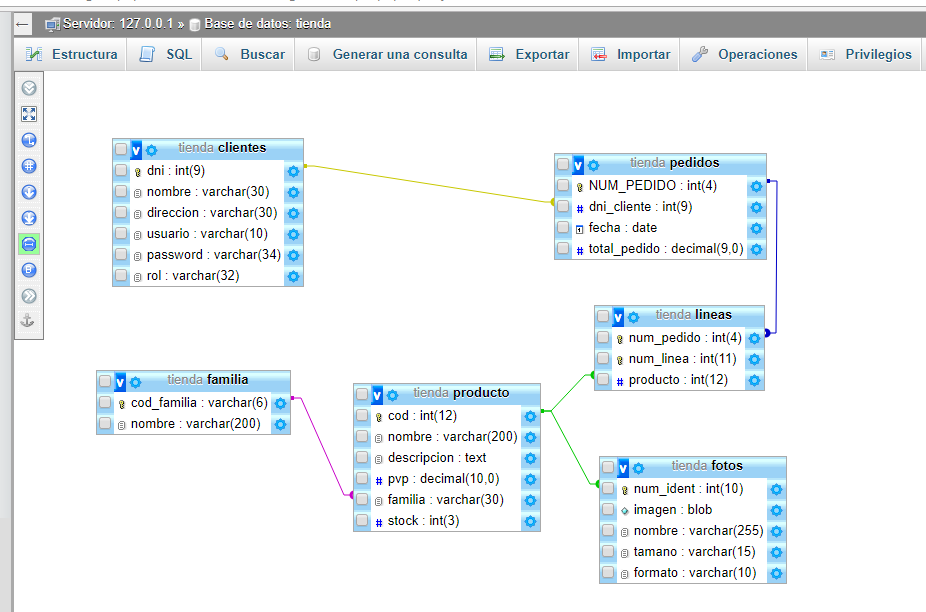 Servidor: 127.0.0.1 » Base de datos: tienda
Estructura SQL Buscar Generar una consulta Exportar Importar Operaciones Privilegios
tienda clientes
dni : int(9)
nombre : varchar(30)
direccion : varchar(30)
usuario : varchar(10)
password : varchar(34)
rol : varchar(32)
tienda pedidos
NUM_PEDIDO : int(4)
dni_cliente : int(9)
fecha : date
total_pedido : decimal(9,0)
tienda lineas
num_pedido : int(4)
num_linea : int(11)
producto : int(12)
tienda familia
cod_familia : varchar(6)
nombre : varchar(200)
tienda producto
cod : int(12)
nombre : varchar(200)
descripcion : text
pvp : decimal(10,0)
familia : varchar(30)
stock : int(3)
tienda fotos
num_ident : int(10)
imagen : blob
nombre : varchar(255)
tamano : varchar(15)
formato : varchar(10)